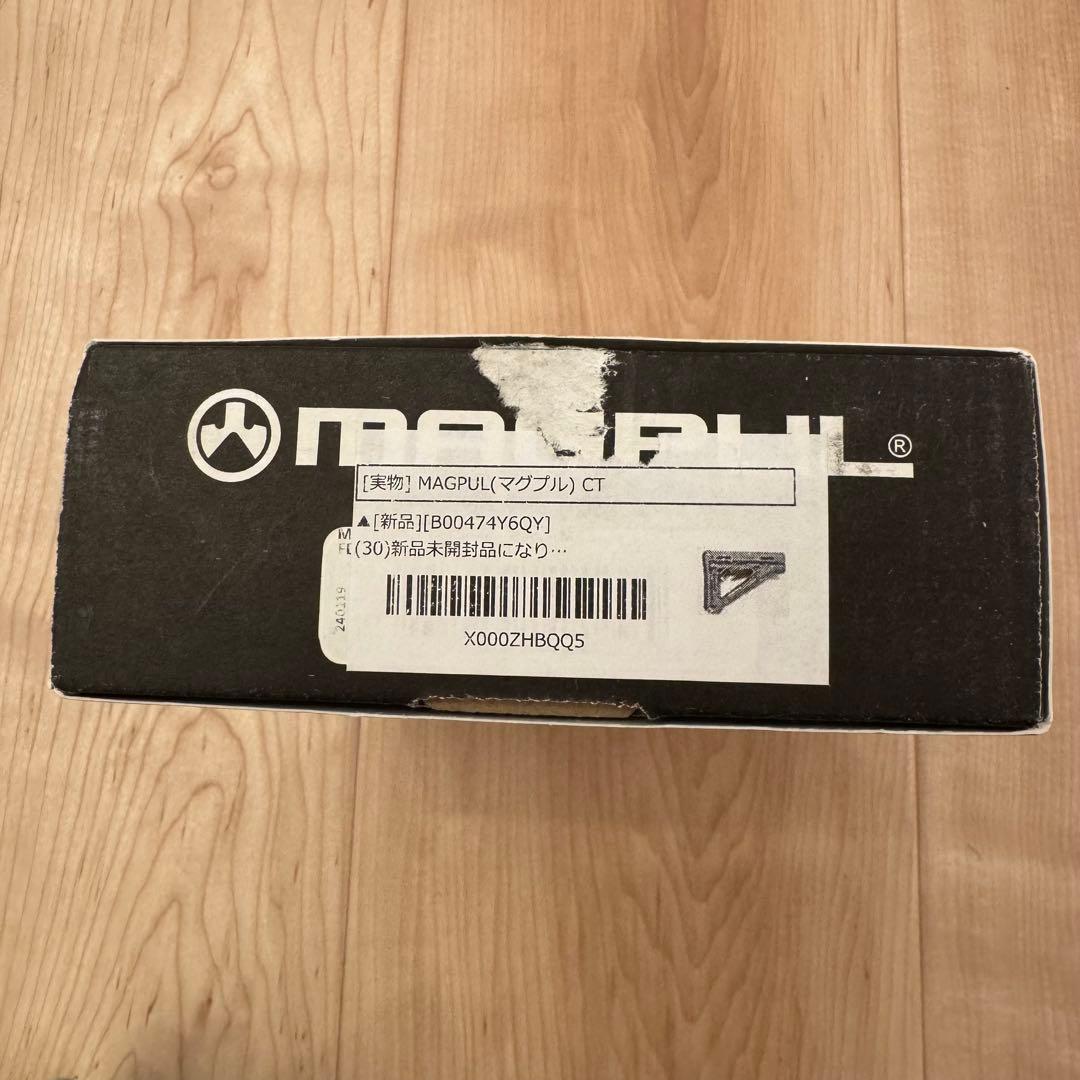 MAGPUL®
[実物] MAGPUL(マグプル) CT
▲[新品][B00474Y6QY]
(30)新品未開封品になり…
X000ZHBQQ5
M
240119